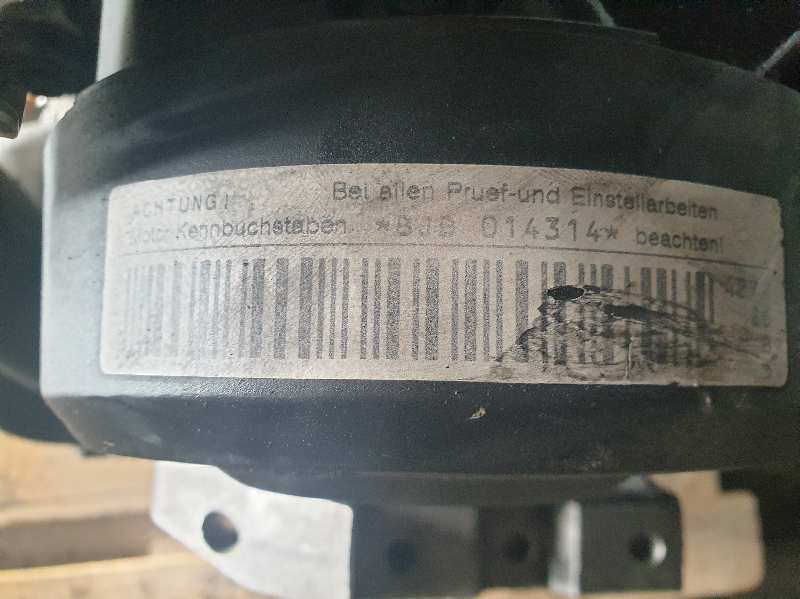 ACHTUNG! Bei allen Pruef-und Einstellarbeiten
Motor-Kennbuchstaben *BJB 014314* beachten!